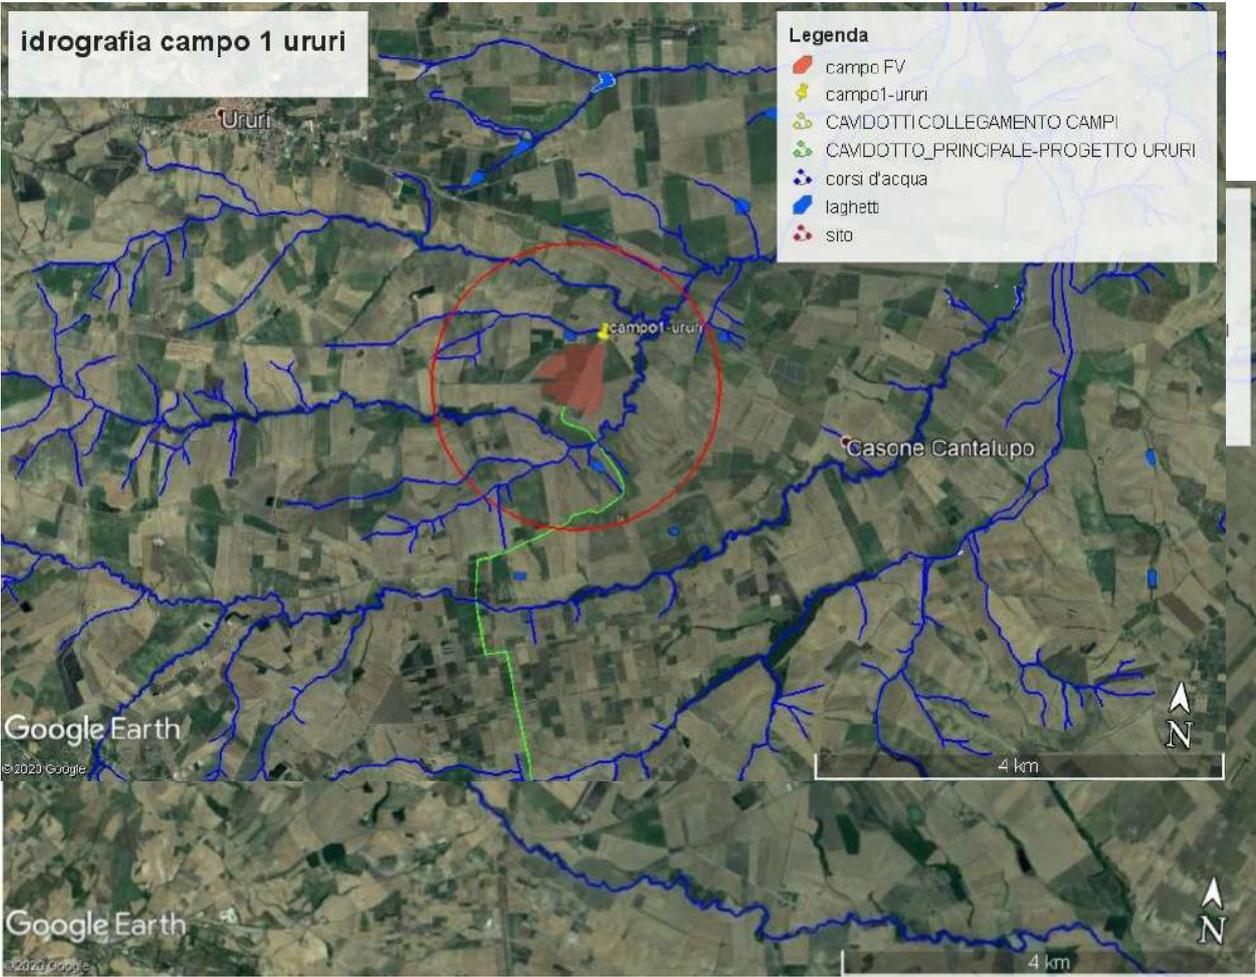 idrografia campo 1 ururi
Legenda
campo FV
campo1-ururi
CAVIDOTTI COLLEGAMENTO CAMPI
CAVIDOTTO_PRINCIPALE-PROGETTO URURI
corsi d'acqua
laghetti
sito
Ururi
campo1-ururi
Casone Cantalupo
Google Earth
© 2020 Google
N
4 km
Google Earth
© 2020 Google
N
4 km